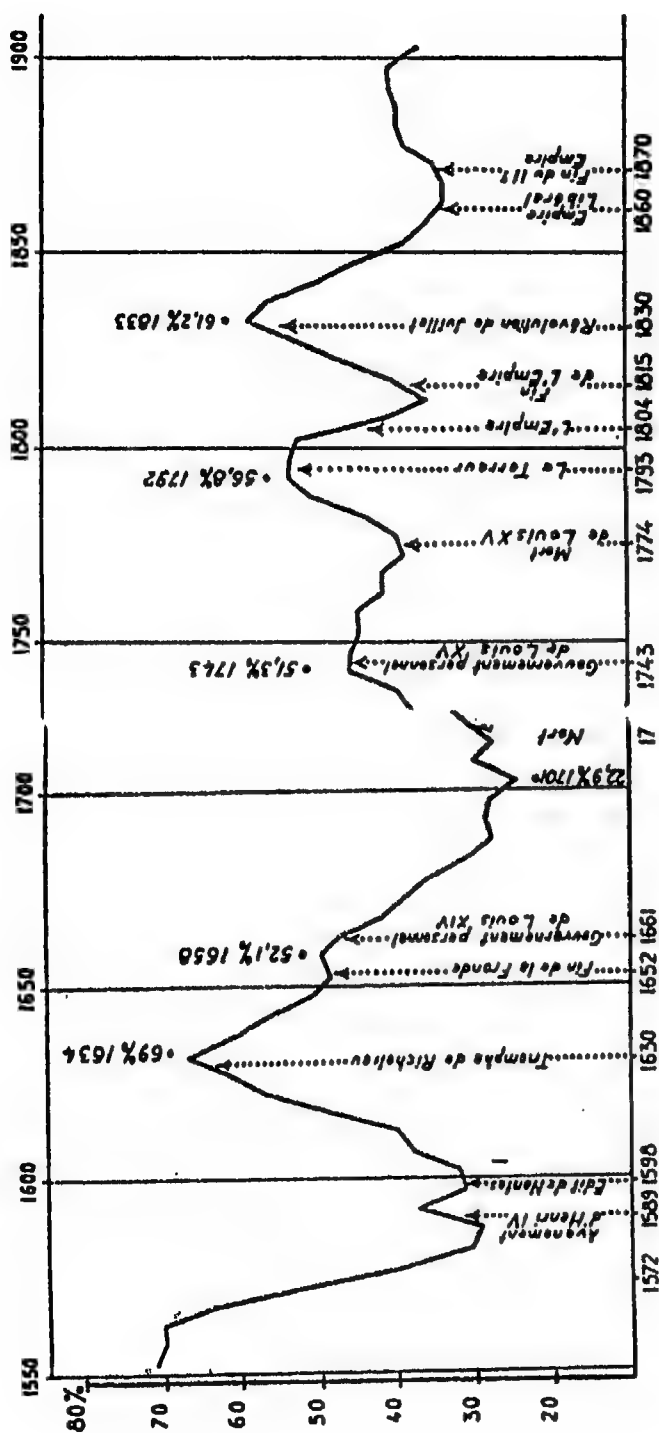 1550 1600 1650 1700 1750 1800 1850 1900
80%
70
60
50
40
30
20
• 69% 1634
• 52,1% 1658
• 51,3% 1743
• 56,8% 1792
• 61,2% 1833
Avènement
d'Henri IV
Edit de Nantes
Triomphe de Richelieu
Fin de la Fronde
Gouvernement personnel
de Louis XIV
22,9% 1701
Mort
Gouvernement personnel
de Louis XV
Mort
de Louis XV
La Terreur
L'Empire
Fin
de L'Empire
Révolution de Juillet
Empire
Libéral
Fin du IIe
Empire
1572 1589 1598 1630 1652 1661 17 1743 1774 1793 1804 1815 1830 1860 1870